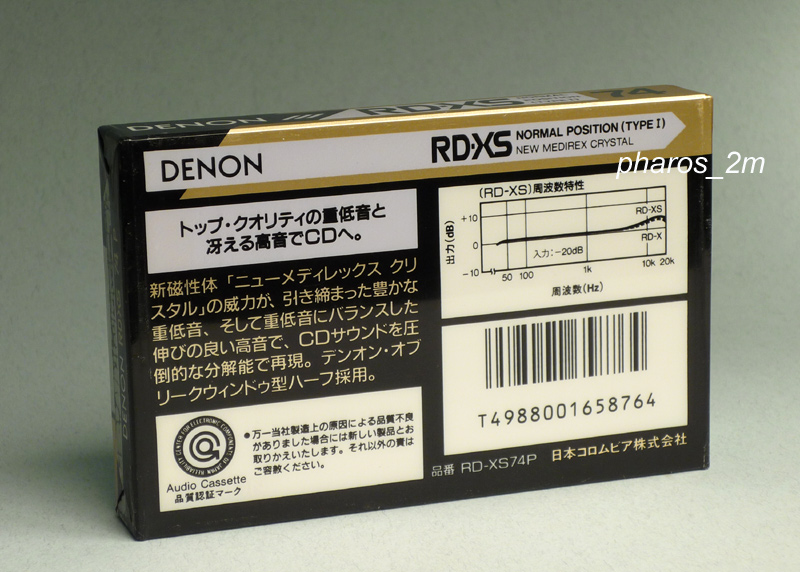 DENON
RD-XS
74
DENON
RD·XS NORMAL POSITION (TYPE I)
NEW MEDIREX CRYSTAL
pharos_2m
トップ・クオリティの重低音と
冴える高音でCDへ。
新磁性体「ニューメディレックス クリ
スタル」の威力が、引き締まった豊かな
重低音、そして重低音にバランスした
伸びの良い高音で、CDサウンドを圧
倒的な分解能で再現。デンオン・オブ
リークウィンドゥ型ハーフ採用。
(RD-XS)周波数特性
出力(dB)
+10
0
-10
RD-XS
RD-X
入力:-20dB
50 100 1k 10k 20k
周波数(Hz)
T4988001658764
Audio Cassette
品質認証マーク
●万一当社製造上の原因による品質不良
がありました場合には新しい製品とお
取りかえいたします。それ以外の責は
ご容赦ください。
品番 RD-XS74P 日本コロムビア株式会社